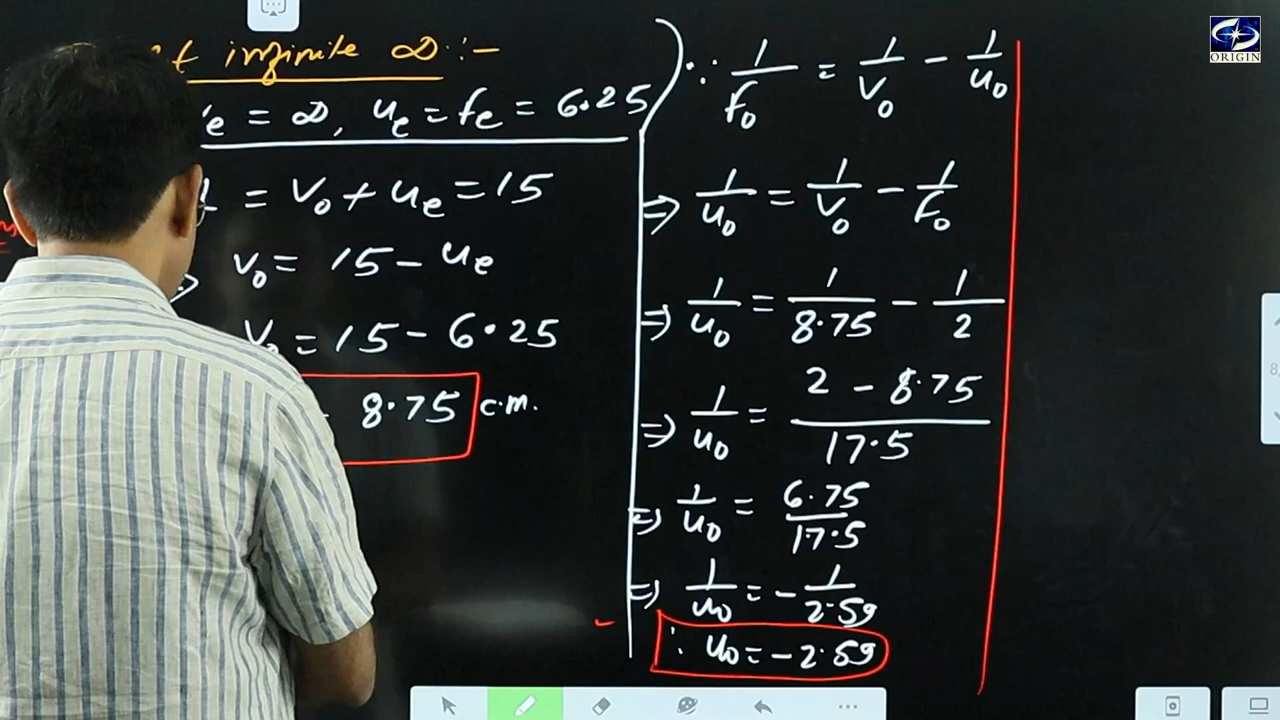 t infinite ∞ :-
e = ∞, uₑ = fₑ = 6.25
= V₀ + uₑ = 15
V₀ = 15 - uₑ
V₀ = 15 - 6.25
8.75 c.m.
∵ 1/F₀ = 1/V₀ - 1/u₀
⇒ 1/u₀ = 1/V₀ - 1/F₀
⇒ 1/u₀ = 1/8.75 - 1/2
⇒ 1/u₀ = (2 - 8.75)/17.5
⇒ 1/u₀ = 6.75/17.5
⇒ 1/u₀ = - 1/2.59
∴ u₀ = - 2.59
ORIGIN